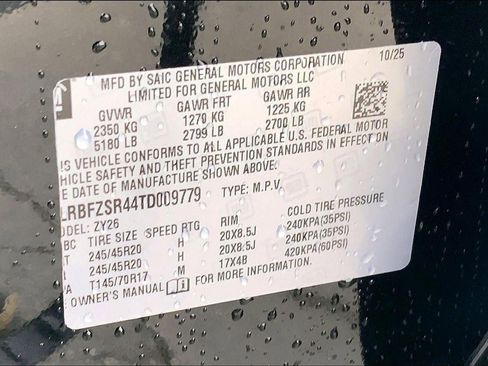 MFD BY SAIC GENERAL MOTORS CORPORATION 10/25
LIMITED FOR GENERAL MOTORS LLC
GVWR GAWR FRT GAWR RR
2350 KG 1270 KG 1225 KG
5180 LB 2799 LB 2700 LB
IS VEHICLE CONFORMS TO ALL APPLICABLE U.S. FEDERAL MOTOR
EHICLE SAFETY AND THEFT PREVENTION STANDARDS IN EFFECT ON
E DATE OF MANUFACTURE SHOWN ABOVE.
LRBFZSR44TD009779 TYPE: M.P.V.
ODEL: ZY26
BC TIRE SIZE SPEED RTG RIM COLD TIRE PRESSURE
T 245/45R20 H 20X8.5J 240KPA(35PSI)
T 245/45R20 H 20X8.5J 240KPA(35PSI)
A T145/70R17 M 17X4B 420KPA(60PSI)
OWNER'S MANUAL FOR MORE INFORMATION.